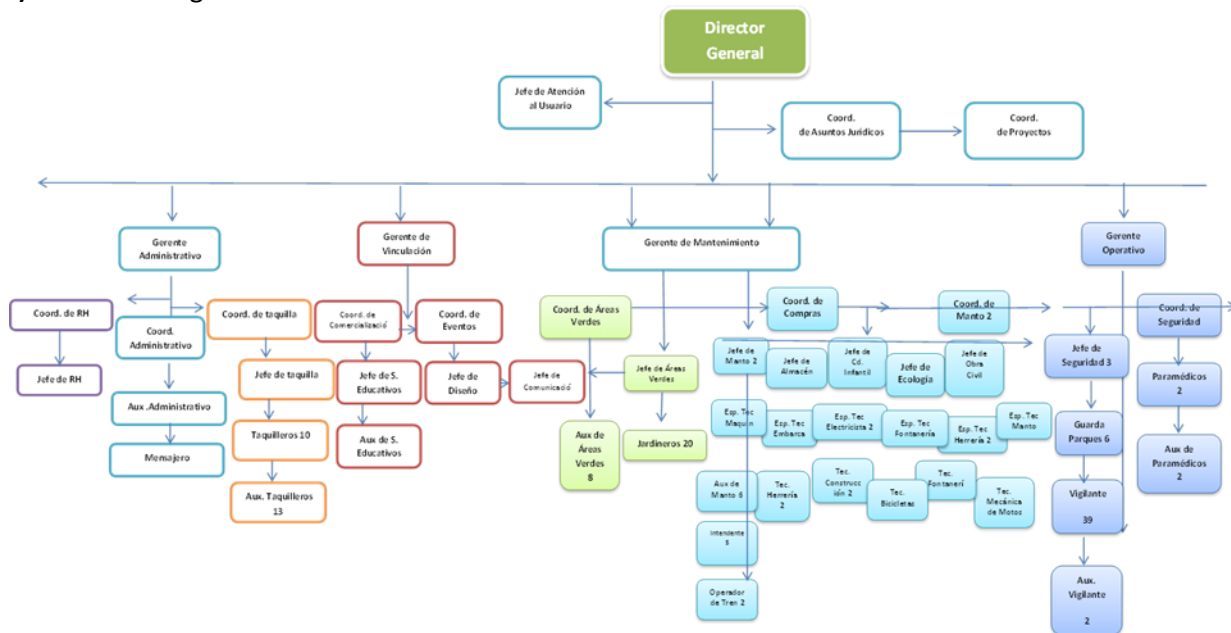 Director
General
Jefe de Atención
al Usuario
Coord.
de Asuntos Jurídicos
Coord.
de Proyectos
Gerente
Administrativo
Gerente de
Vinculación
Gerente de Mantenimiento
Gerente
Operativo
Coord. de RH
Coord.
Administrativo
Coord. de taquilla
Coord. de
Comercializació
Coord. de
Eventos
Coord. de Áreas
Verdes
Coord. de
Compras
Coord. de
Manto 2
Coord. de
Seguridad
Jefe de RH
Jefe de taquilla
Jefe de S.
Educativos
Jefe de
Diseño
Jefe de
Comunicació
Jefe de Áreas
Verdes
Jefe de
Manto 2
Jefe de
Almacén
Jefe de
Cd.
Infantil
Jefe de
Ecología
Jefe de
Obra
Civil
Jefe de
Seguridad 3
Paramédicos
2
Aux .Administrativo
Taquilleros 10
Aux de S.
Educativos
Aux de
Áreas
Verdes
8
Jardineros 20
Esp. Tec
Maquin
Esp. Tec
Embarca
Esp. Tec
Electricista 2
Esp. Tec
Fontanería
Esp. Tec
Herrería 2
Esp. Tec
Manto
Guarda
Parques 6
Aux de
Paramédicos
2
Mensajero
Aux. Taquilleros
13
Aux de
Manto 6
Tec.
Herrería
2
Tec.
Construcc
ión 2
Tec.
Bicicletas
Tec.
Fontanerí
Tec.
Mecánica
de Motos
Vigilante
39
Intendente
Operador
de Tren 2
Aux.
Vigilante
2